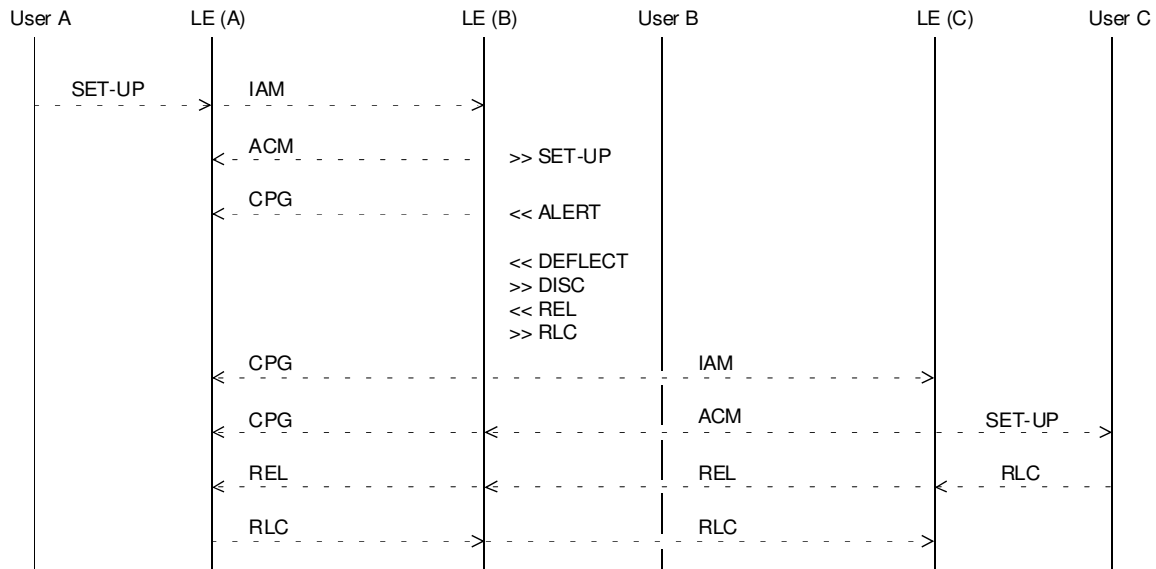 User A LE (A) LE (B) User B LE (C) User C
SET-UP IAM
ACM >> SET-UP
CPG << ALERT
<< DEFLECT
>> DISC
<< REL
>> RLC
CPG IAM
CPG ACM SET-UP
REL REL RLC
RLC RLC